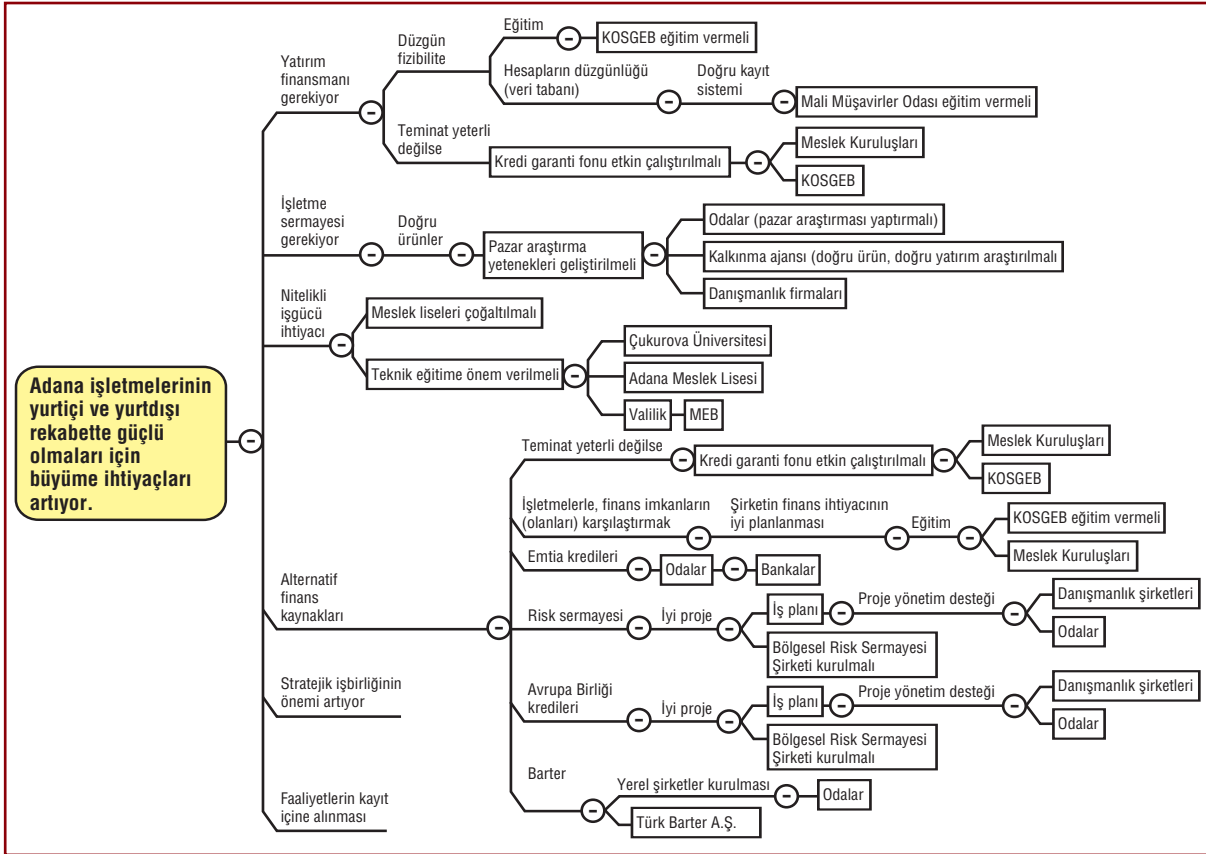 Adana işletmelerinin
yurtiçi ve yurtdışı
rekabette güçlü
olmaları için
büyüme ihtiyaçları
artıyor.
Yatırım
finansmanı
gerekiyor
Düzgün
fizibilite
Eğitim
KOSGEB eğitim vermeli
Hesapların düzgünlüğü
(veri tabanı)
Doğru kayıt
sistemi
Mali Müşavirler Odası eğitim vermeli
Teminat yeterli
değilse
Kredi garanti fonu etkin çalıştırılmalı
Meslek Kuruluşları
KOSGEB
İşletme
sermayesi
gerekiyor
Doğru
ürünler
Pazar araştırma
yetenekleri geliştirilmeli
Odalar (pazar araştırması yaptırmalı)
Kalkınma ajansı (doğru ürün, doğru yatırım araştırılmalı
Danışmanlık firmaları
Nitelikli
işgücü
ihtiyacı
Meslek liseleri çoğaltılmalı
Teknik eğitime önem verilmeli
Çukurova Üniversitesi
Adana Meslek Lisesi
Valilik
MEB
Alternatif
finans
kaynakları
Teminat yeterli değilse
Kredi garanti fonu etkin çalıştırılmalı
Meslek Kuruluşları
KOSGEB
İşletmelerle, finans imkanların
(olanları) karşılaştırmak
Şirketin finans ihtiyacının
iyi planlanması
Eğitim
KOSGEB eğitim vermeli
Meslek Kuruluşları
Emtia kredileri
Odalar
Bankalar
Risk sermayesi
İyi proje
İş planı
Proje yönetim desteği
Danışmanlık şirketleri
Odalar
Bölgesel Risk Sermayesi
Şirketi kurulmalı
Avrupa Birliği
kredileri
İyi proje
İş planı
Proje yönetim desteği
Danışmanlık şirketleri
Odalar
Bölgesel Risk Sermayesi
Şirketi kurulmalı
Barter
Yerel şirketler kurulması
Odalar
Türk Barter A.Ş.
Stratejik işbirliğinin
önemi artıyor
Faaliyetlerin kayıt
içine alınması